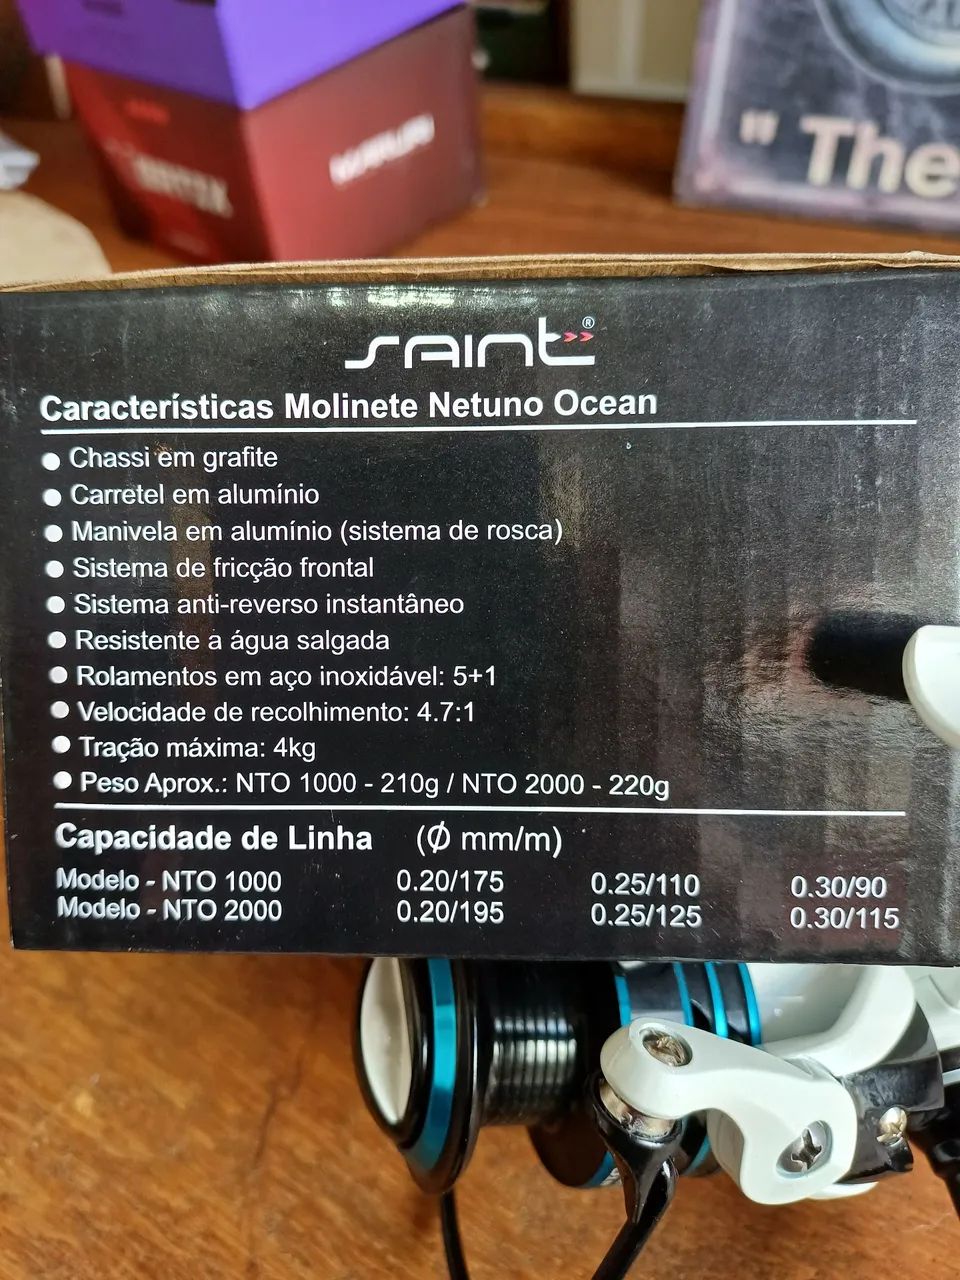 " The
SAINT®
Características Molinete Netuno Ocean
● Chassi em grafite
● Carretel em alumínio
● Manivela em alumínio (sistema de rosca)
● Sistema de fricção frontal
● Sistema anti-reverso instantâneo
● Resistente a água salgada
● Rolamentos em aço inoxidável: 5+1
● Velocidade de recolhimento: 4.7:1
● Tração máxima: 4kg
● Peso Aprox.: NTO 1000 - 210g / NTO 2000 - 220g
Capacidade de Linha (Ø mm/m)
Modelo - NTO 1000 0.20/175 0.25/110 0.30/90
Modelo - NTO 2000 0.20/195 0.25/125 0.30/115